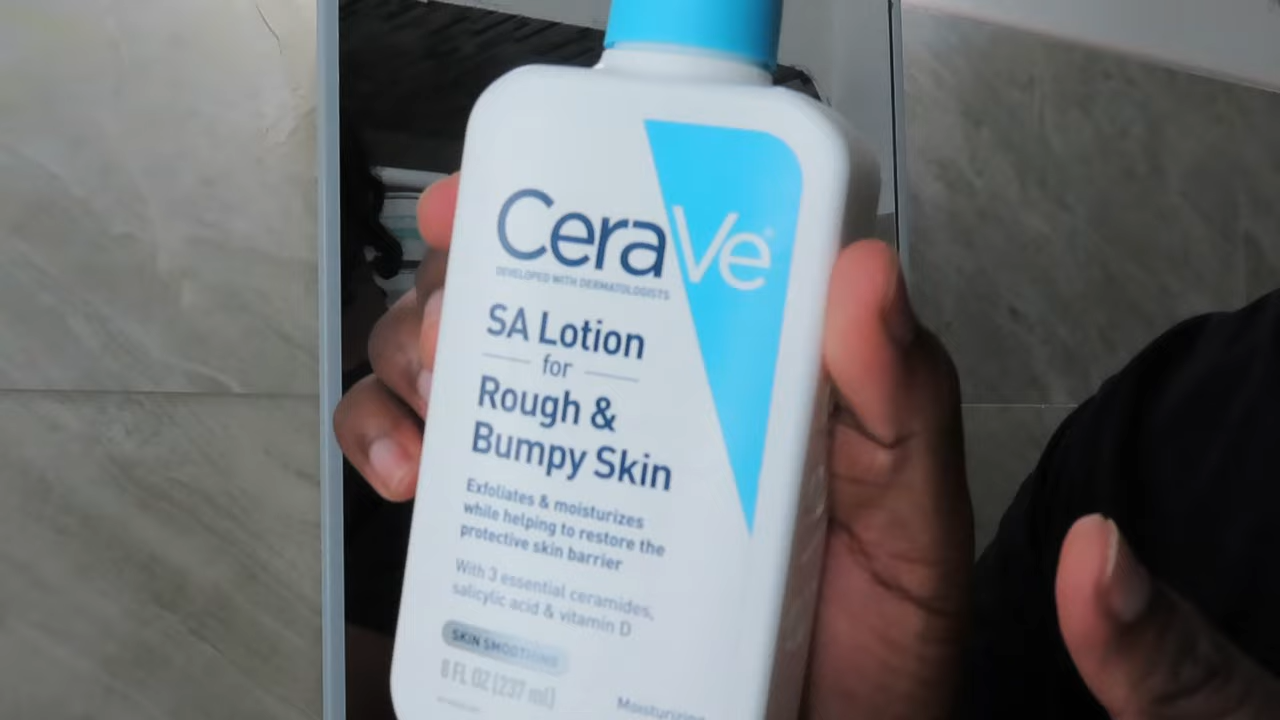 CeraVe®
DEVELOPED WITH DERMATOLOGISTS
SA Lotion
for
Rough &
Bumpy Skin
Exfoliates & moisturizes
while helping to restore the
protective skin barrier
With 3 essential ceramides,
salicylic acid & vitamin D
SKIN SMOOTHING
8 FL OZ (237 ml)
Moisturizing